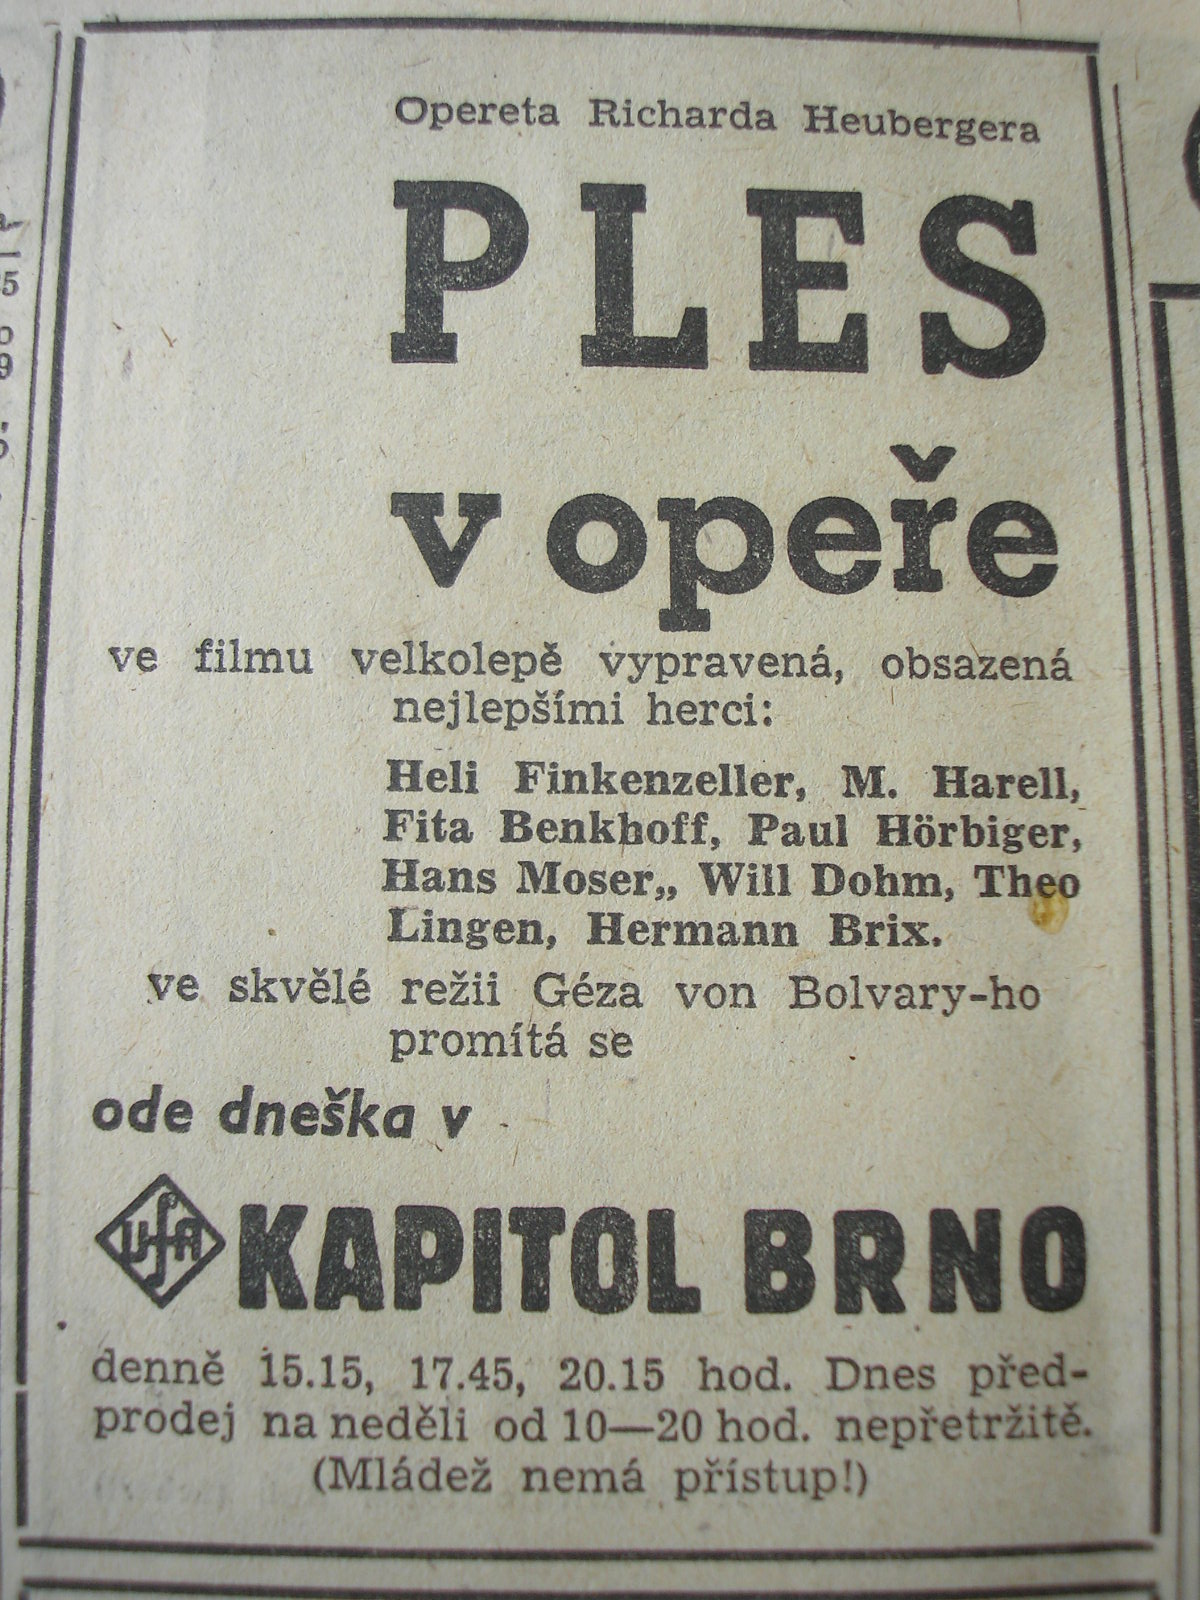 Opereta Richarda Heubergera
PLES
v opeře
ve filmu velkolepě vypravená, obsazená
nejlepšími herci:
Heli Finkenzeller, M. Harell,
Fita Benkhoff, Paul Hörbiger,
Hans Moser,, Will Dohm, Theo
Lingen, Hermann Brix.
ve skvělé režii Géza von Bolvary-ho
promítá se
ode dneška v
UFA KAPITOL BRNO
denně 15.15, 17.45, 20.15 hod. Dnes před-
prodej na neděli od 10—20 hod. nepřetržitě.
(Mládež nemá přístup!)